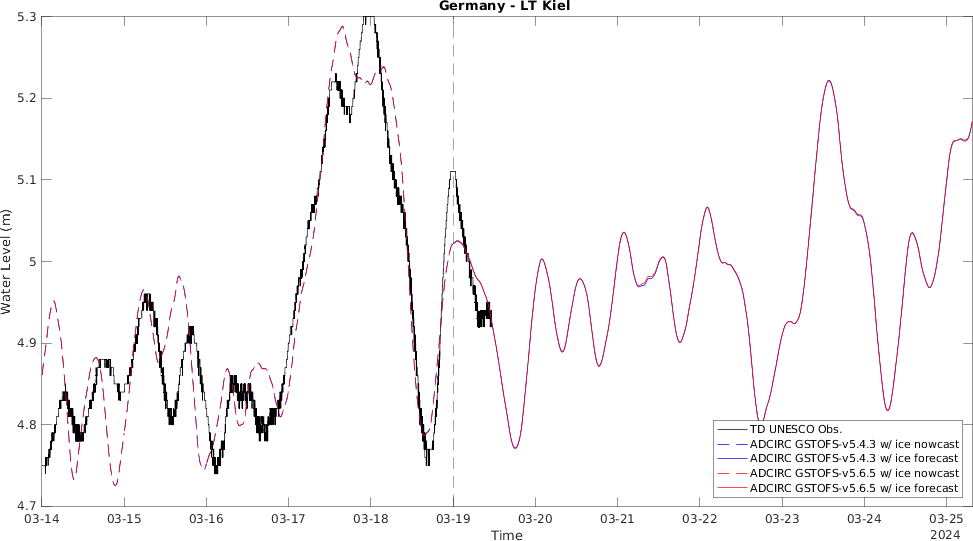 Germany - LT Kiel
5.3
5.2
5.1
5
4.9
4.8
4.7
Water Level (m)
TD UNESCO Obs.
ADCIRC GSTOFS-v5.4.3 w/ ice nowcast
ADCIRC GSTOFS-v5.4.3 w/ ice forecast
ADCIRC GSTOFS-v5.6.5 w/ ice nowcast
ADCIRC GSTOFS-v5.6.5 w/ ice forecast
03-14 03-15 03-16 03-17 03-18 03-19 03-20 03-21 03-22 03-23 03-24 03-25
Time 2024